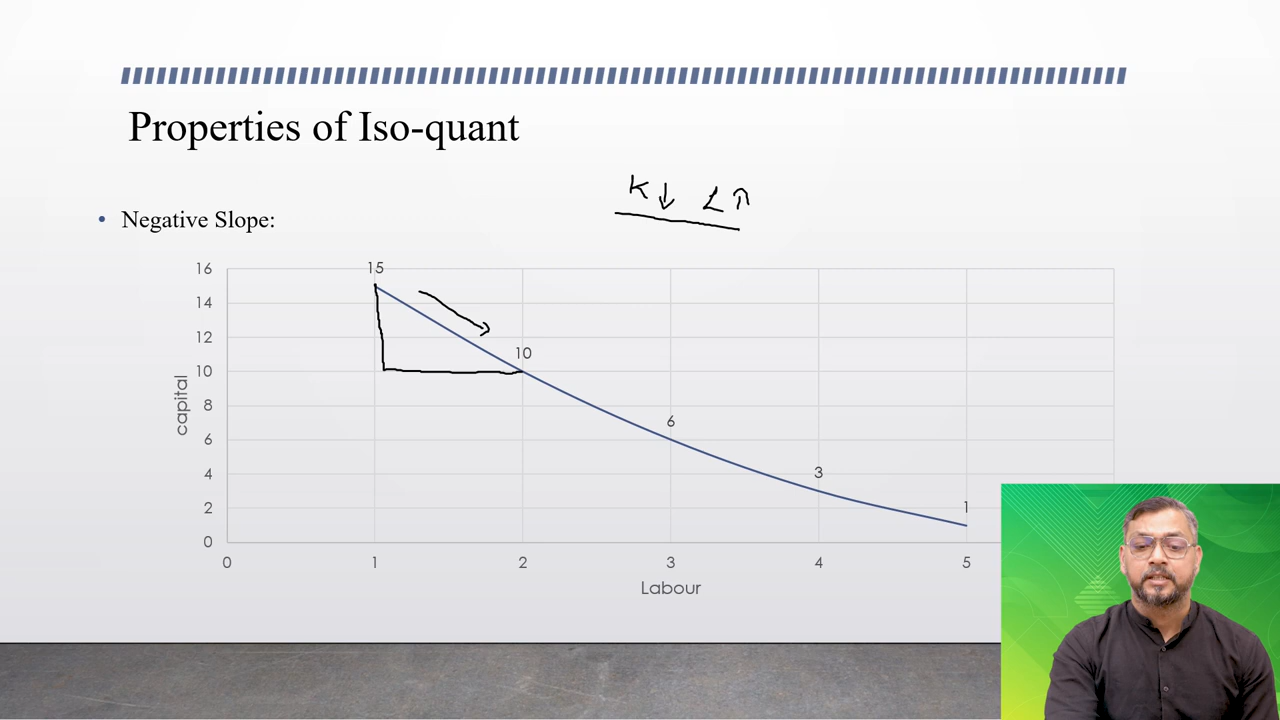 Properties of Iso-quant
K↓ L↑
• Negative Slope:
16
14
12
10
8
6
4
2
0
capital
15
10
6
3
1
0 1 2 3 4 5
Labour